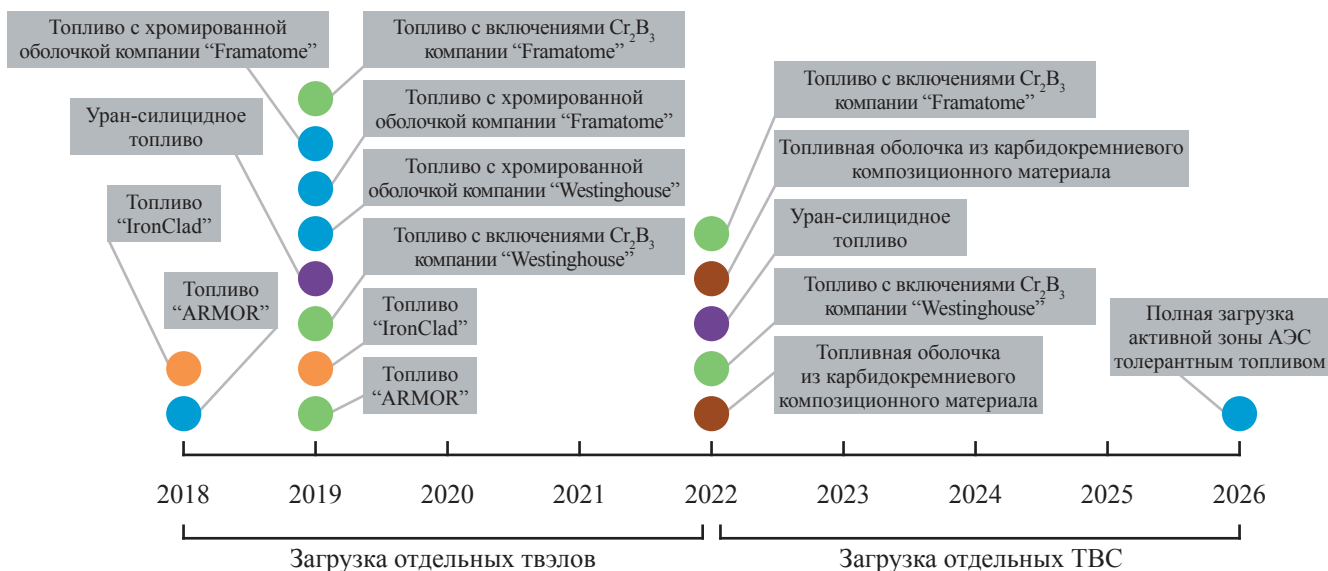 Топливо с хромированной
оболочкой компании “Framatome”
Уран-силицидное
топливо
Топливо
“IronClad”
Топливо
“ARMOR”
Топливо с включениями Cr₂B₃
компании “Framatome”
Топливо с хромированной
оболочкой компании “Framatome”
Топливо с хромированной
оболочкой компании “Westinghouse”
Топливо с включениями Cr₂B₃
компании “Westinghouse”
Топливо
“IronClad”
Топливо
“ARMOR”
Топливо с включениями Cr₂B₃
компании “Framatome”
Топливная оболочка из карбидокремниевого
композиционного материала
Уран-силицидное
топливо
Топливо с включениями Cr₂B₃
компании “Westinghouse”
Топливная оболочка
из карбидокремниевого
композиционного материала
Полная загрузка
активной зоны АЭС
толерантным топливом
2018 2019 2020 2021 2022 2023 2024 2025 2026
Загрузка отдельных твэлов Загрузка отдельных ТВС